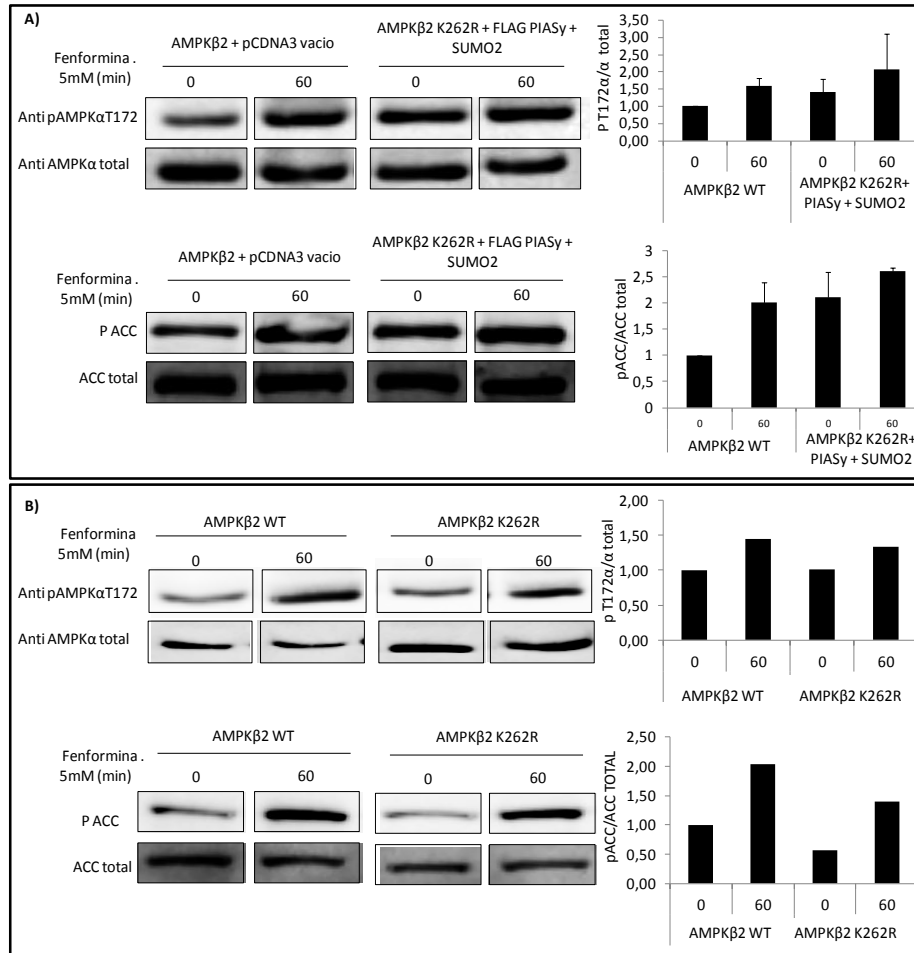 A)
AMPKβ2 + pCDNA3 vacio
AMPKβ2 K262R + FLAG PIASy +
SUMO2
Fenformina .
5mM (min)
0
60
0
60
Anti pAMPKαT172
Anti AMPKα total
P T172α/α total
3,50
3,00
2,50
2,00
1,50
1,00
0,50
0,00
0
60
0
60
AMPKβ2 WT
AMPKβ2 K262R+
PIASy + SUMO2
AMPKβ2 + pCDNA3 vacio
AMPKβ2 K262R + FLAG PIASy +
SUMO2
Fenformina .
5mM (min)
0
60
0
60
P ACC
ACC total
pACC/ACC total
3
2,5
2
1,5
1
0,5
0
0
60
0
60
AMPKβ2 WT
AMPKβ2 K262R+
PIASy + SUMO2
B)
AMPKβ2 WT
AMPKβ2 K262R
Fenformina
5mM (min)
0
60
0
60
Anti pAMPKαT172
Anti AMPKα total
p T172α/α total
2,00
1,50
1,00
0,50
0,00
0
60
0
60
AMPKβ2 WT
AMPKβ2 K262R
AMPKβ2 WT
AMPKβ2 K262R
Fenformina .
5mM (min)
0
60
0
60
P ACC
ACC total
pACC/ACC TOTAL
2,50
2,00
1,50
1,00
0,50
0,00
0
60
0
60
AMPKβ2 WT
AMPKβ2 K262R